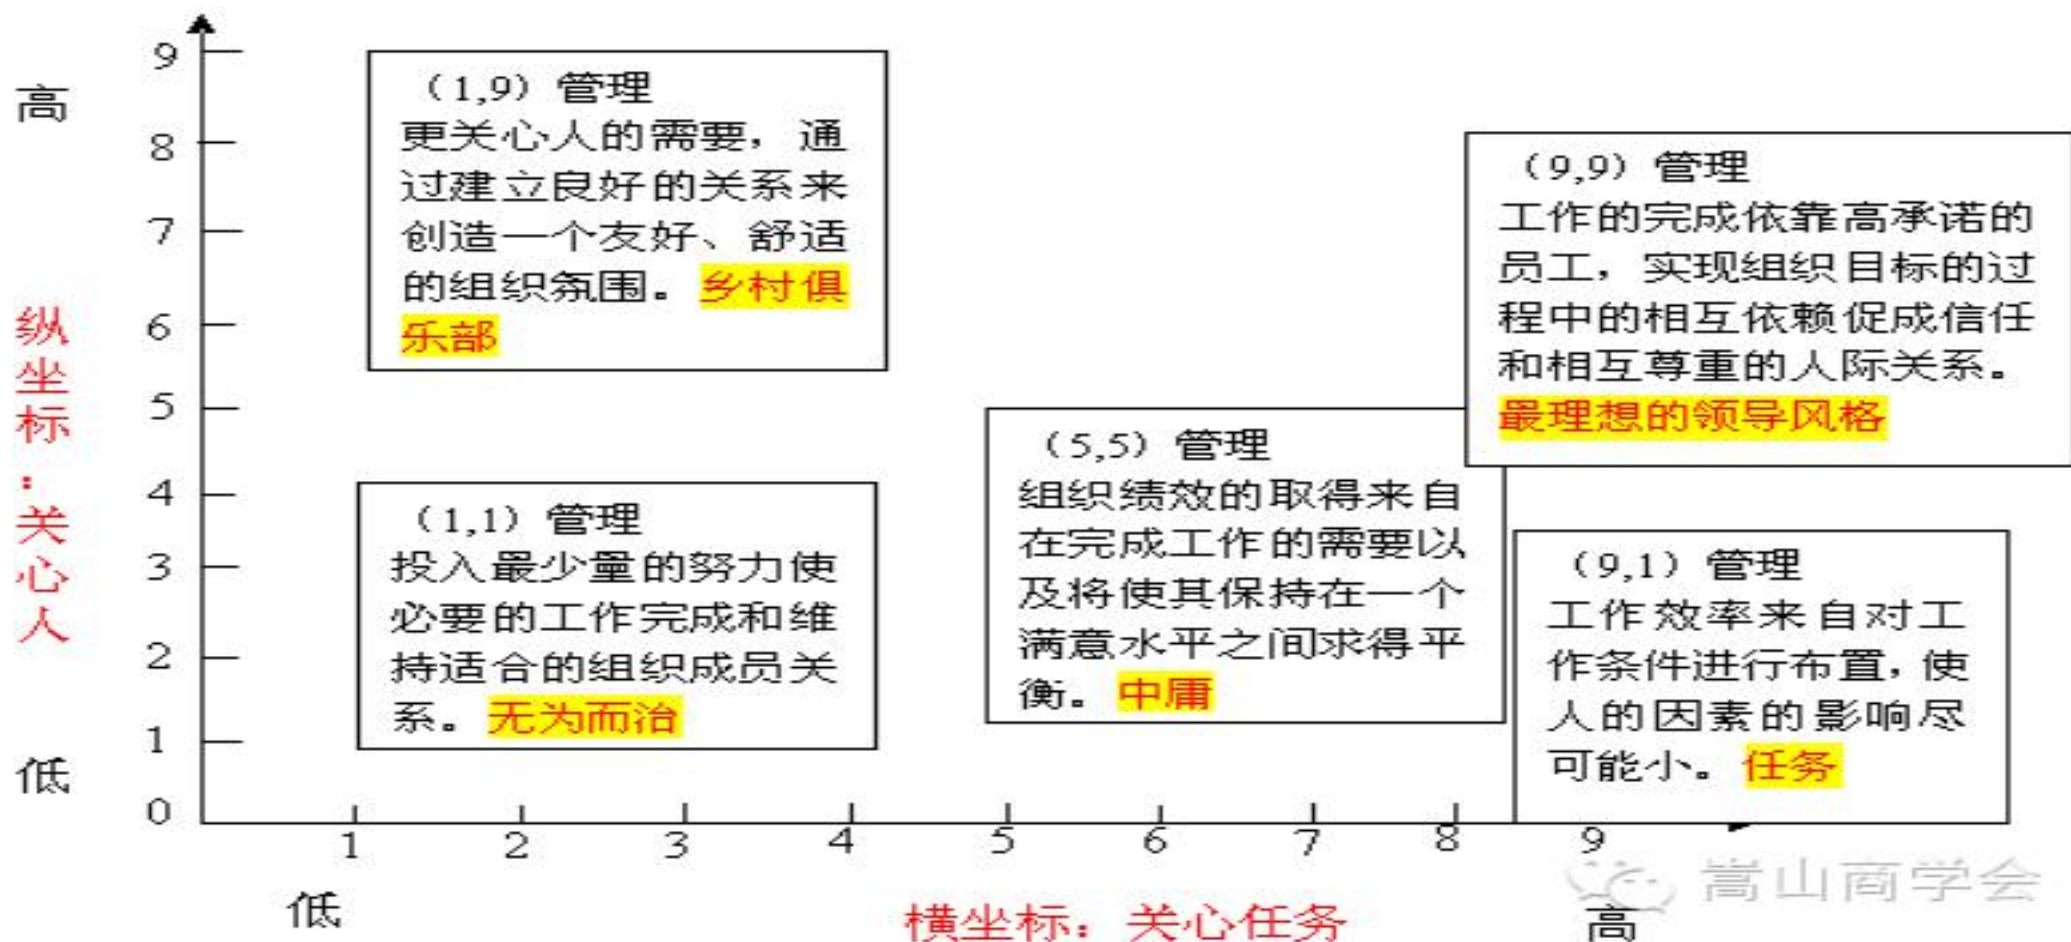 高
纵坐标：关心人
低
9
8
7
6
5
4
3
2
1
0
（1,9）管理
更关心人的需要，通
过建立良好的关系来
创造一个友好、舒适
的组织氛围。乡村俱
乐部
（9,9）管理
工作的完成依靠高承诺的
员工，实现组织目标的过
程中的相互依赖促成信任
和相互尊重的人际关系。
最理想的领导风格
（5,5）管理
组织绩效的取得来自
在完成工作的需要以
及将使其保持在一个
满意水平之间求得平
衡。中庸
（1,1）管理
投入最少量的努力使
必要的工作完成和维
持适合的组织成员关
系。无为而治
（9,1）管理
工作效率来自对工
作条件进行布置，使
人的因素的影响尽
可能小。任务
1 2 3 4 5 6 7 8 9
低 横坐标：关心任务 高
嵩山商学会